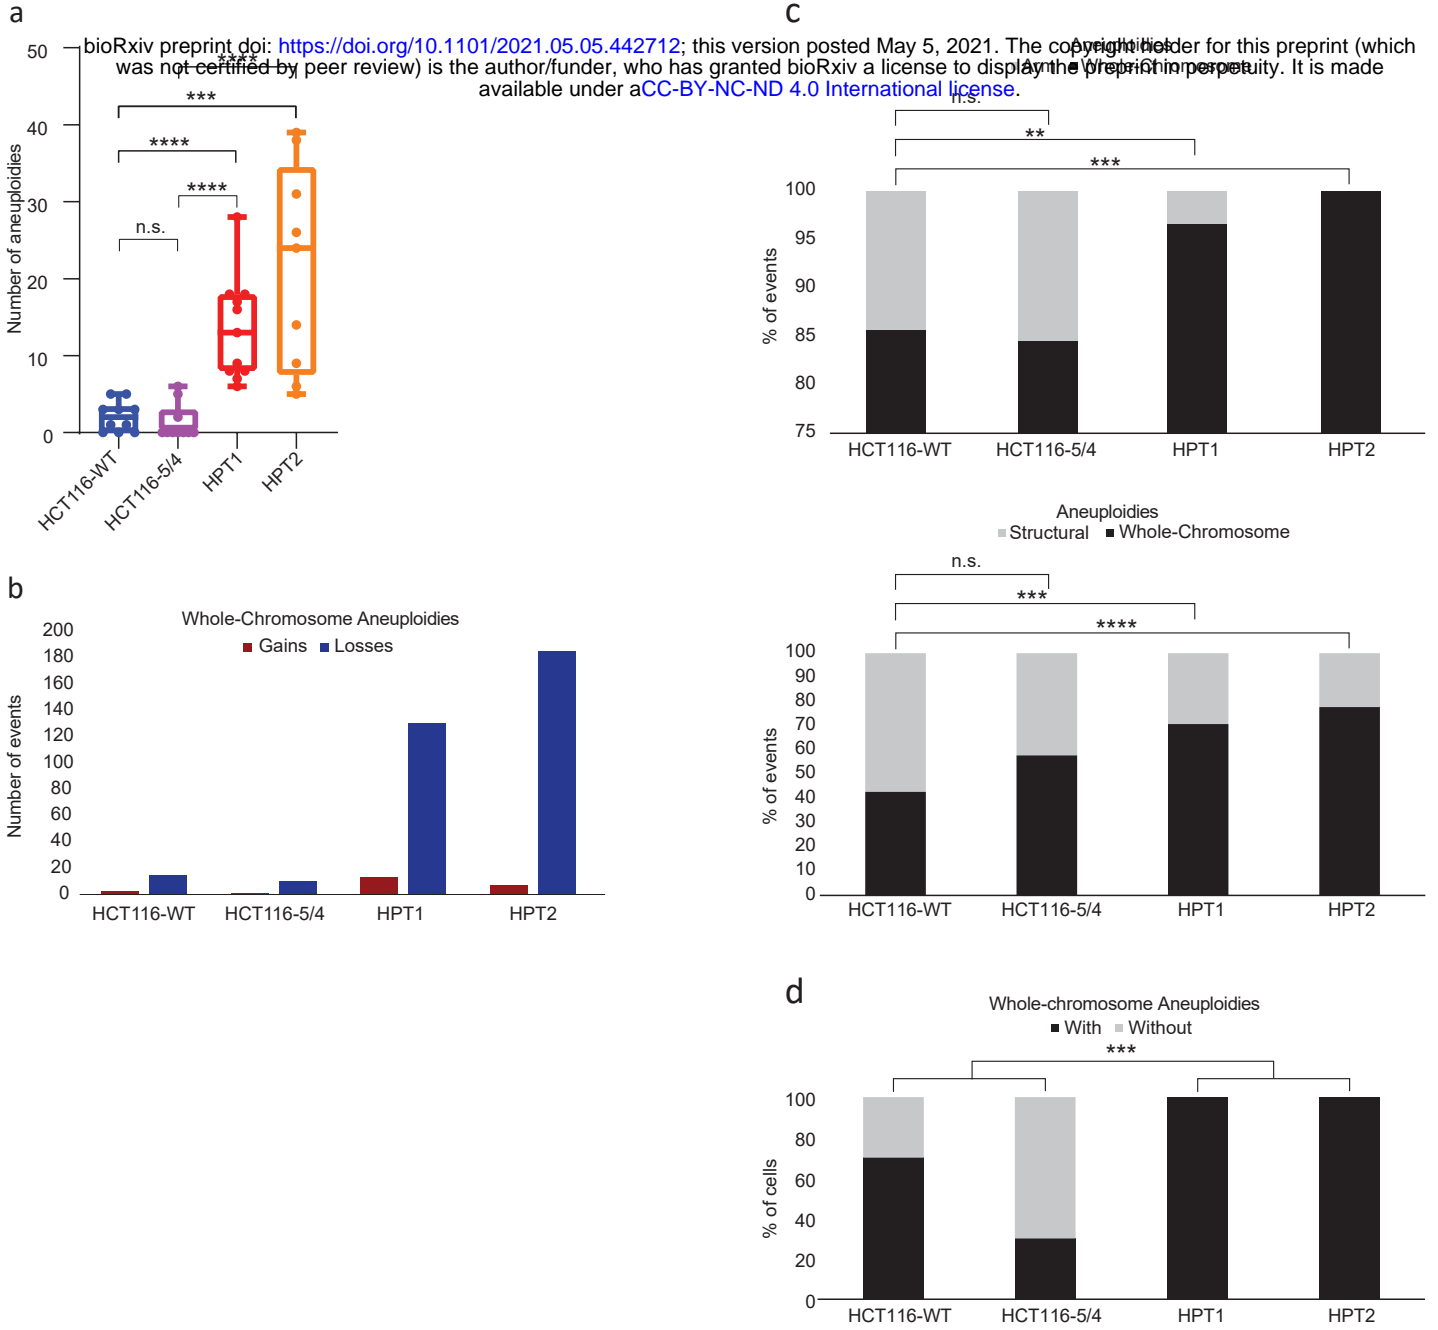 a
c
bioRxiv preprint doi: https://doi.org/10.1101/2021.05.05.442712; this version posted May 5, 2021. The copyright holder for this preprint (which
was not certified by peer review) is the author/funder, who has granted bioRxiv a license to display the preprint in perpetuity. It is made
available under aCC-BY-NC-ND 4.0 International license.
Number of aneuploidies
50
40
30
20
10
0
****
***
****
****
n.s.
HCT116-WT
HCT116-5/4
HPT1
HPT2
Aneuploidies
Arm Whole-Chromosome
n.s.
**
***
% of events
100
95
90
85
80
75
HCT116-WT HCT116-5/4 HPT1 HPT2
Aneuploidies
Structural Whole-Chromosome
n.s.
***
****
% of events
100
90
80
70
60
50
40
30
20
10
0
HCT116-WT HCT116-5/4 HPT1 HPT2
b
Whole-Chromosome Aneuploidies
Gains Losses
Number of events
200
180
160
140
120
100
80
60
40
20
0
HCT116-WT HCT116-5/4 HPT1 HPT2
d
Whole-chromosome Aneuploidies
With Without
***
% of cells
100
80
60
40
20
0
HCT116-WT HCT116-5/4 HPT1 HPT2